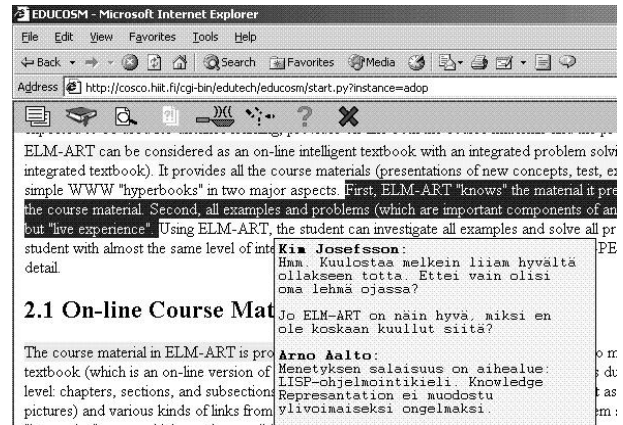 EDUCOSM - Microsoft Internet Explorer
File Edit View Favorites Tools Help
Back Search Favorites Media
Address http://cosco.hiit.fi/cgi-bin/edutech/educosm/start.py?instance=adop
ELM-ART can be considered as an on-line intelligent textbook with an integrated problem solvi
integrated textbook). It provides all the course materials (presentations of new concepts, test, ex
simple WWW "hyperbooks" in two major aspects. First, ELM-ART "knows" the material it pre
the course material. Second, all examples and problems (which are important components of an
but "live experience". Using ELM-ART, the student can investigate all examples and solve all pr
student with almost the same level of inte
-PE
detail.
Kim Josefsson:
Hmm. Kuulostaa melkein liiam hyvältä
ollakseen totta. Ettei vain olisi
oma lehmä ojassa?
Jo ELM-ART on näin hyvä, miksi en
ole koskaan kuullut siitä?
Arno Aalto:
Menetyksen salaisuus on aihealue:
LISP-ohjelmointikieli. Knowledge
Represantation ei muodostu
ylivoimaiseksi ongelmaksi.
2.1 On-line Course Mat
The course material in ELM-ART is pro
o m
textbook (which is an on-line version of
s du
level: chapters, sections, and subsections
t as
pictures) and various kinds of links from
m s